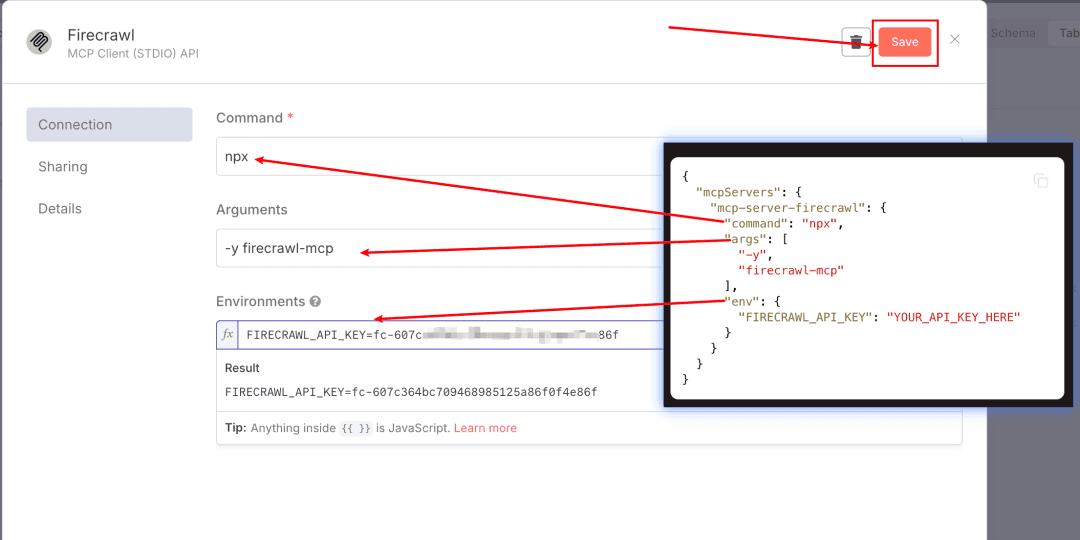 Firecrawl
MCP Client (STDIO) API
Save
Schema
Tab
Connection
Sharing
Details
Command *
npx
Arguments
-y firecrawl-mcp
Environments
fx FIRECRAWL_API_KEY=fc-607c 86f
Result
FIRECRAWL_API_KEY=fc-607c364bc709468985125a86f0f4e86f
Tip: Anything inside {{ }} is JavaScript. Learn more
{
"mcpServers": {
"mcp-server-firecrawl": {
"command": "npx",
"args": [
"-y",
"firecrawl-mcp"
],
"env": {
"FIRECRAWL_API_KEY": "YOUR_API_KEY_HERE"
}
}
}
}